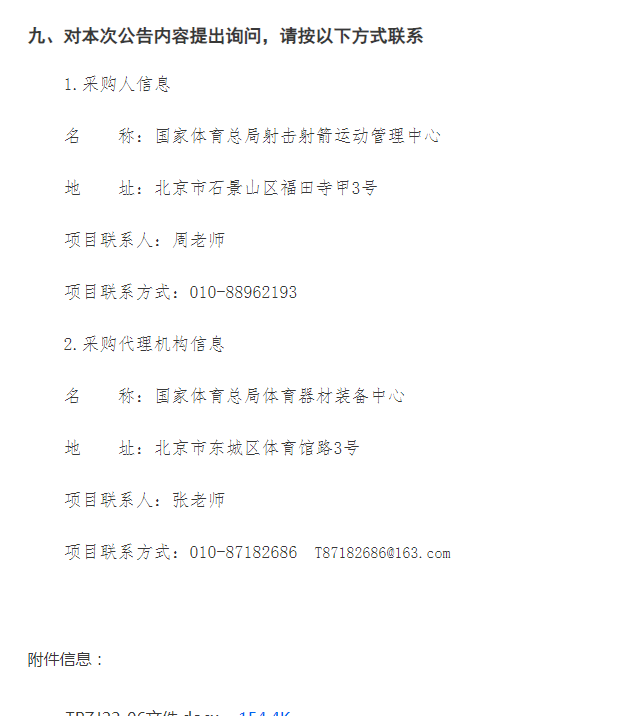 九、对本次公告内容提出询问，请按以下方式联系
1.采购人信息
名　　称：国家体育总局射击射箭运动管理中心
地　　址：北京市石景山区福田寺甲3号
项目联系人：周老师
项目联系方式：010-88962193
2.采购代理机构信息
名　　称：国家体育总局体育器材装备中心
地　　址：北京市东城区体育馆路3号
项目联系人：张老师
项目联系方式：010-87182686　T87182686@163.com
附件信息：